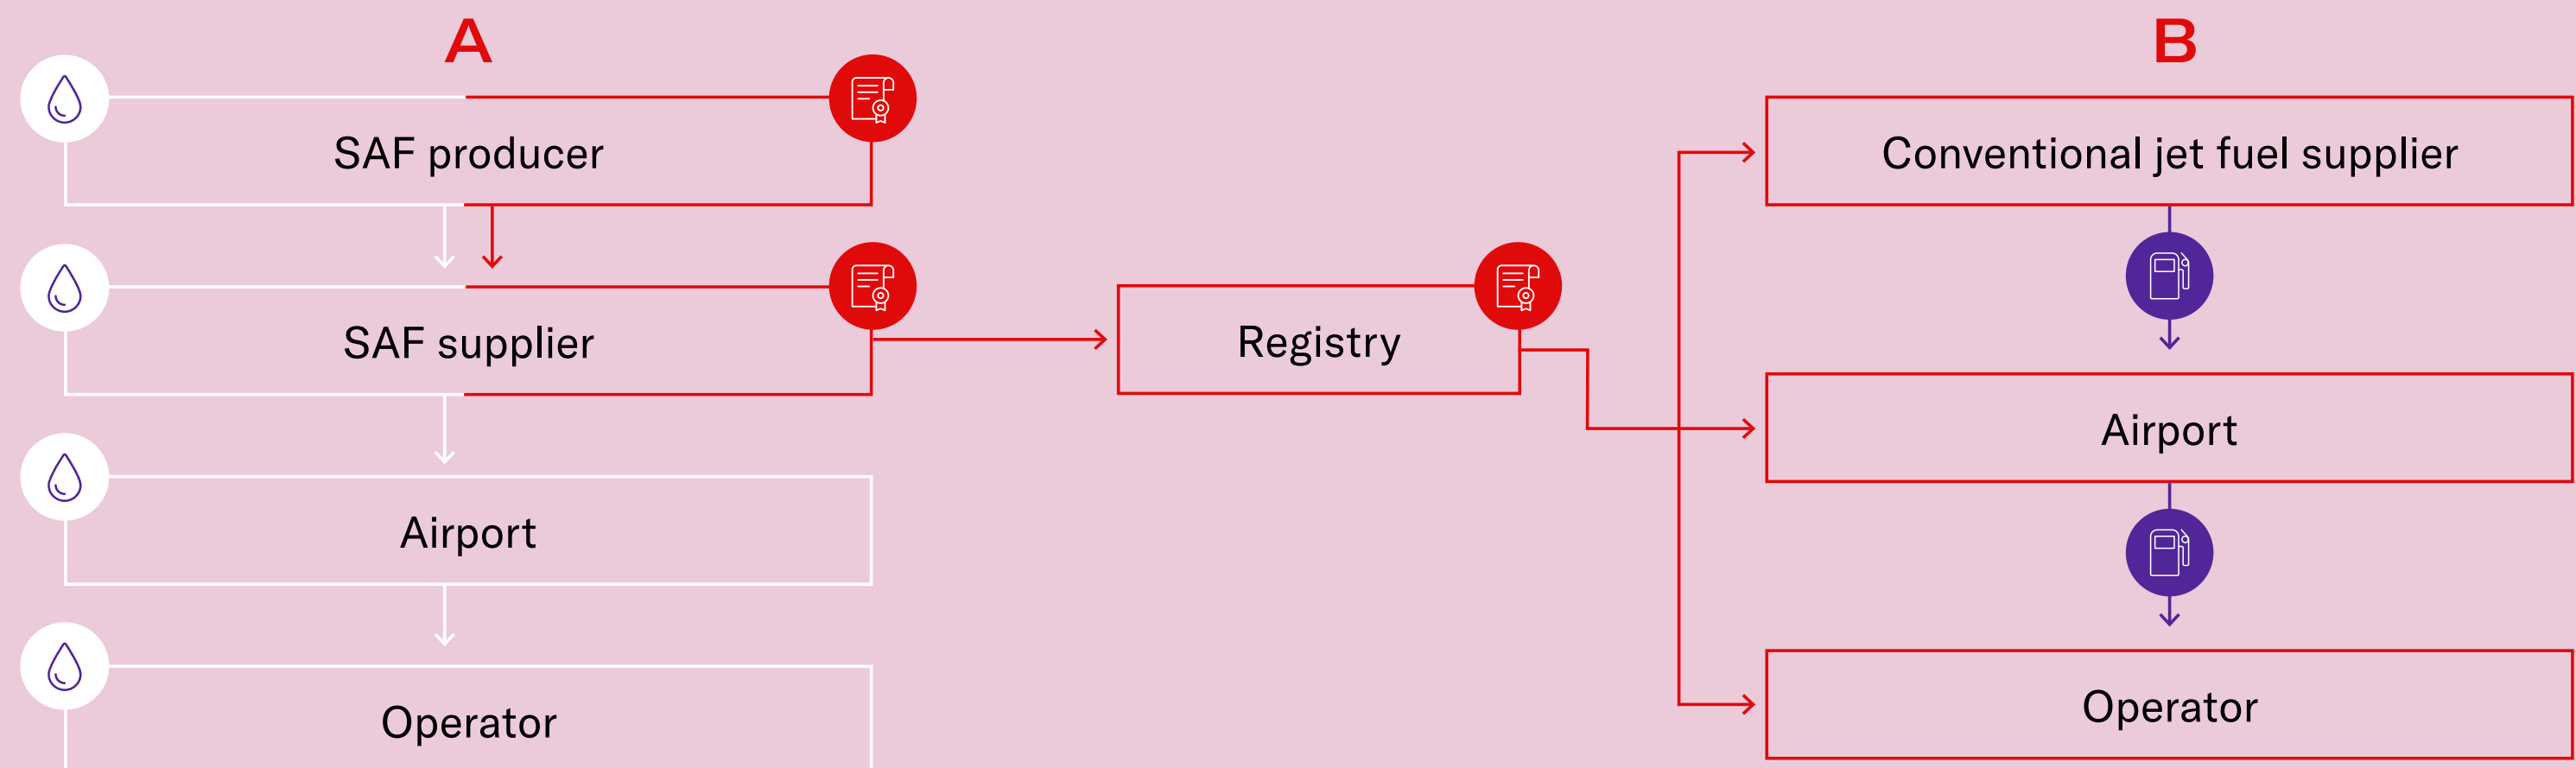 A
SAF producer
SAF supplier
Airport
Operator
Registry
B
Conventional jet fuel supplier
Airport
Operator